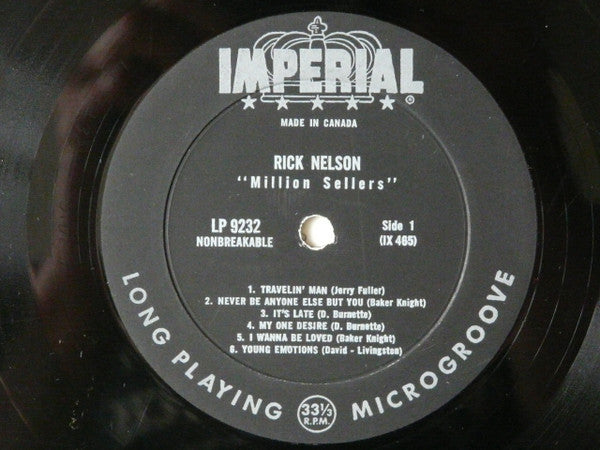 IMPERIAL
★★★★★ ®
MADE IN CANADA
RICK NELSON
"Million Sellers"
LP 9232
NONBREAKABLE
Side 1
(IX 465)
1. TRAVELIN' MAN (Jerry Fuller)
2. NEVER BE ANYONE ELSE BUT YOU (Baker Knight)
3. IT'S LATE (D. Burnette)
4. MY ONE DESIRE (D. Burnette)
5. I WANNA BE LOVED (Baker Knight)
6. YOUNG EMOTIONS (David - Livingston)
LONG PLAYING
33⅓
R.P.M.
MICROGROOVE